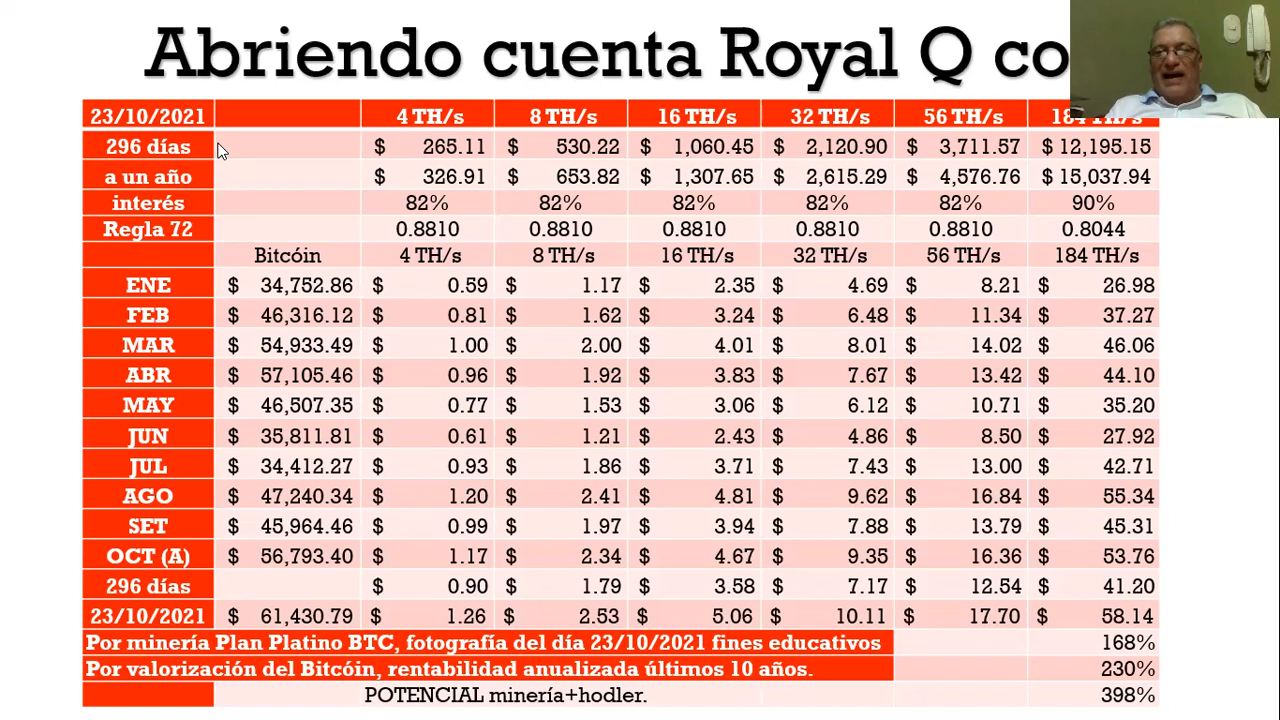 Abriendo cuenta Royal Q co
23/10/2021 4 TH/s 8 TH/s 16 TH/s 32 TH/s 56 TH/s 184 TH/s
296 días $ 265.11 $ 530.22 $ 1,060.45 $ 2,120.90 $ 3,711.57 $ 12,195.15
a un año $ 326.91 $ 653.82 $ 1,307.65 $ 2,615.29 $ 4,576.76 $ 15,037.94
interés 82% 82% 82% 82% 82% 90%
Regla 72 0.8810 0.8810 0.8810 0.8810 0.8810 0.8044
Bitcóin 4 TH/s 8 TH/s 16 TH/s 32 TH/s 56 TH/s 184 TH/s
ENE $ 34,752.86 $ 0.59 $ 1.17 $ 2.35 $ 4.69 $ 8.21 $ 26.98
FEB $ 46,316.12 $ 0.81 $ 1.62 $ 3.24 $ 6.48 $ 11.34 $ 37.27
MAR $ 54,933.49 $ 1.00 $ 2.00 $ 4.01 $ 8.01 $ 14.02 $ 46.06
ABR $ 57,105.46 $ 0.96 $ 1.92 $ 3.83 $ 7.67 $ 13.42 $ 44.10
MAY $ 46,507.35 $ 0.77 $ 1.53 $ 3.06 $ 6.12 $ 10.71 $ 35.20
JUN $ 35,811.81 $ 0.61 $ 1.21 $ 2.43 $ 4.86 $ 8.50 $ 27.92
JUL $ 34,412.27 $ 0.93 $ 1.86 $ 3.71 $ 7.43 $ 13.00 $ 42.71
AGO $ 47,240.34 $ 1.20 $ 2.41 $ 4.81 $ 9.62 $ 16.84 $ 55.34
SET $ 45,964.46 $ 0.99 $ 1.97 $ 3.94 $ 7.88 $ 13.79 $ 45.31
OCT (A) $ 56,793.40 $ 1.17 $ 2.34 $ 4.67 $ 9.35 $ 16.36 $ 53.76
296 días $ 0.90 $ 1.79 $ 3.58 $ 7.17 $ 12.54 $ 41.20
23/10/2021 $ 61,430.79 $ 1.26 $ 2.53 $ 5.06 $ 10.11 $ 17.70 $ 58.14
Por minería Plan Platino BTC, fotografía del día 23/10/2021 fines educativos 168%
Por valorización del Bitcóin, rentabilidad anualizada últimos 10 años. 230%
POTENCIAL minería+hodler. 398%